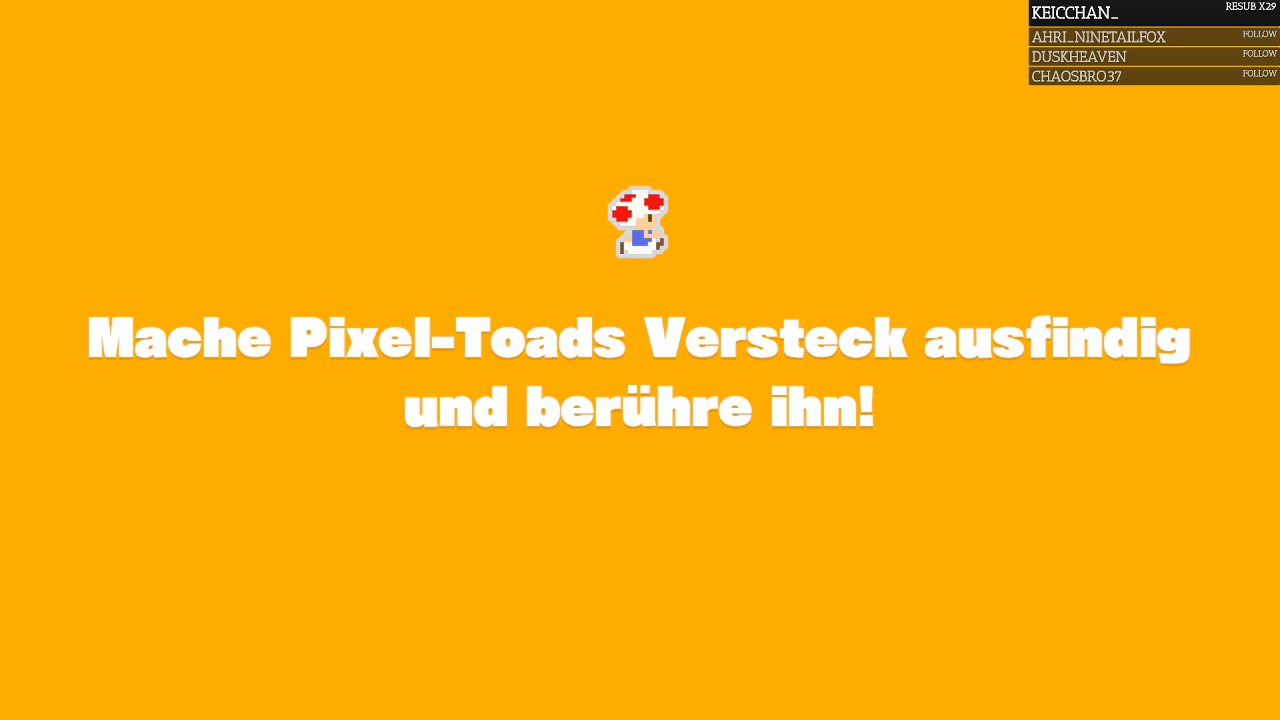 KEICCHAN_ RESUB X29
AHRI_NINETAILFOX FOLLOW
DUSKHEAVEN FOLLOW
CHAOSBRO37 FOLLOW
Mache Pixel-Toads Versteck ausfindig
und berühre ihn!